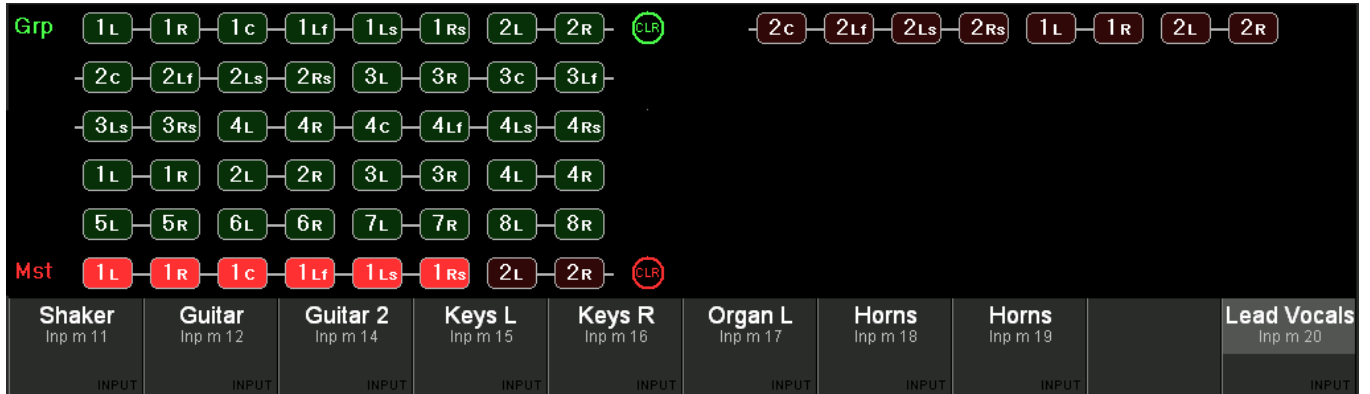 Grp 1L 1R 1C 1Lf 1Ls 1Rs 2L 2R CLR 2C 2Lf 2Ls 2Rs 1L 1R 2L 2R
2C 2Lf 2Ls 2Rs 3L 3R 3C 3Lf
3Ls 3Rs 4L 4R 4C 4Lf 4Ls 4Rs
1L 1R 2L 2R 3L 3R 4L 4R
5L 5R 6L 6R 7L 7R 8L 8R
Mst 1L 1R 1C 1Lf 1Ls 1Rs 2L 2R CLR
Shaker Guitar Guitar 2 Keys L Keys R Organ L Horns Horns Lead Vocals
Inp m 11 Inp m 12 Inp m 14 Inp m 15 Inp m 16 Inp m 17 Inp m 18 Inp m 19 Inp m 20
INPUT INPUT INPUT INPUT INPUT INPUT INPUT INPUT INPUT